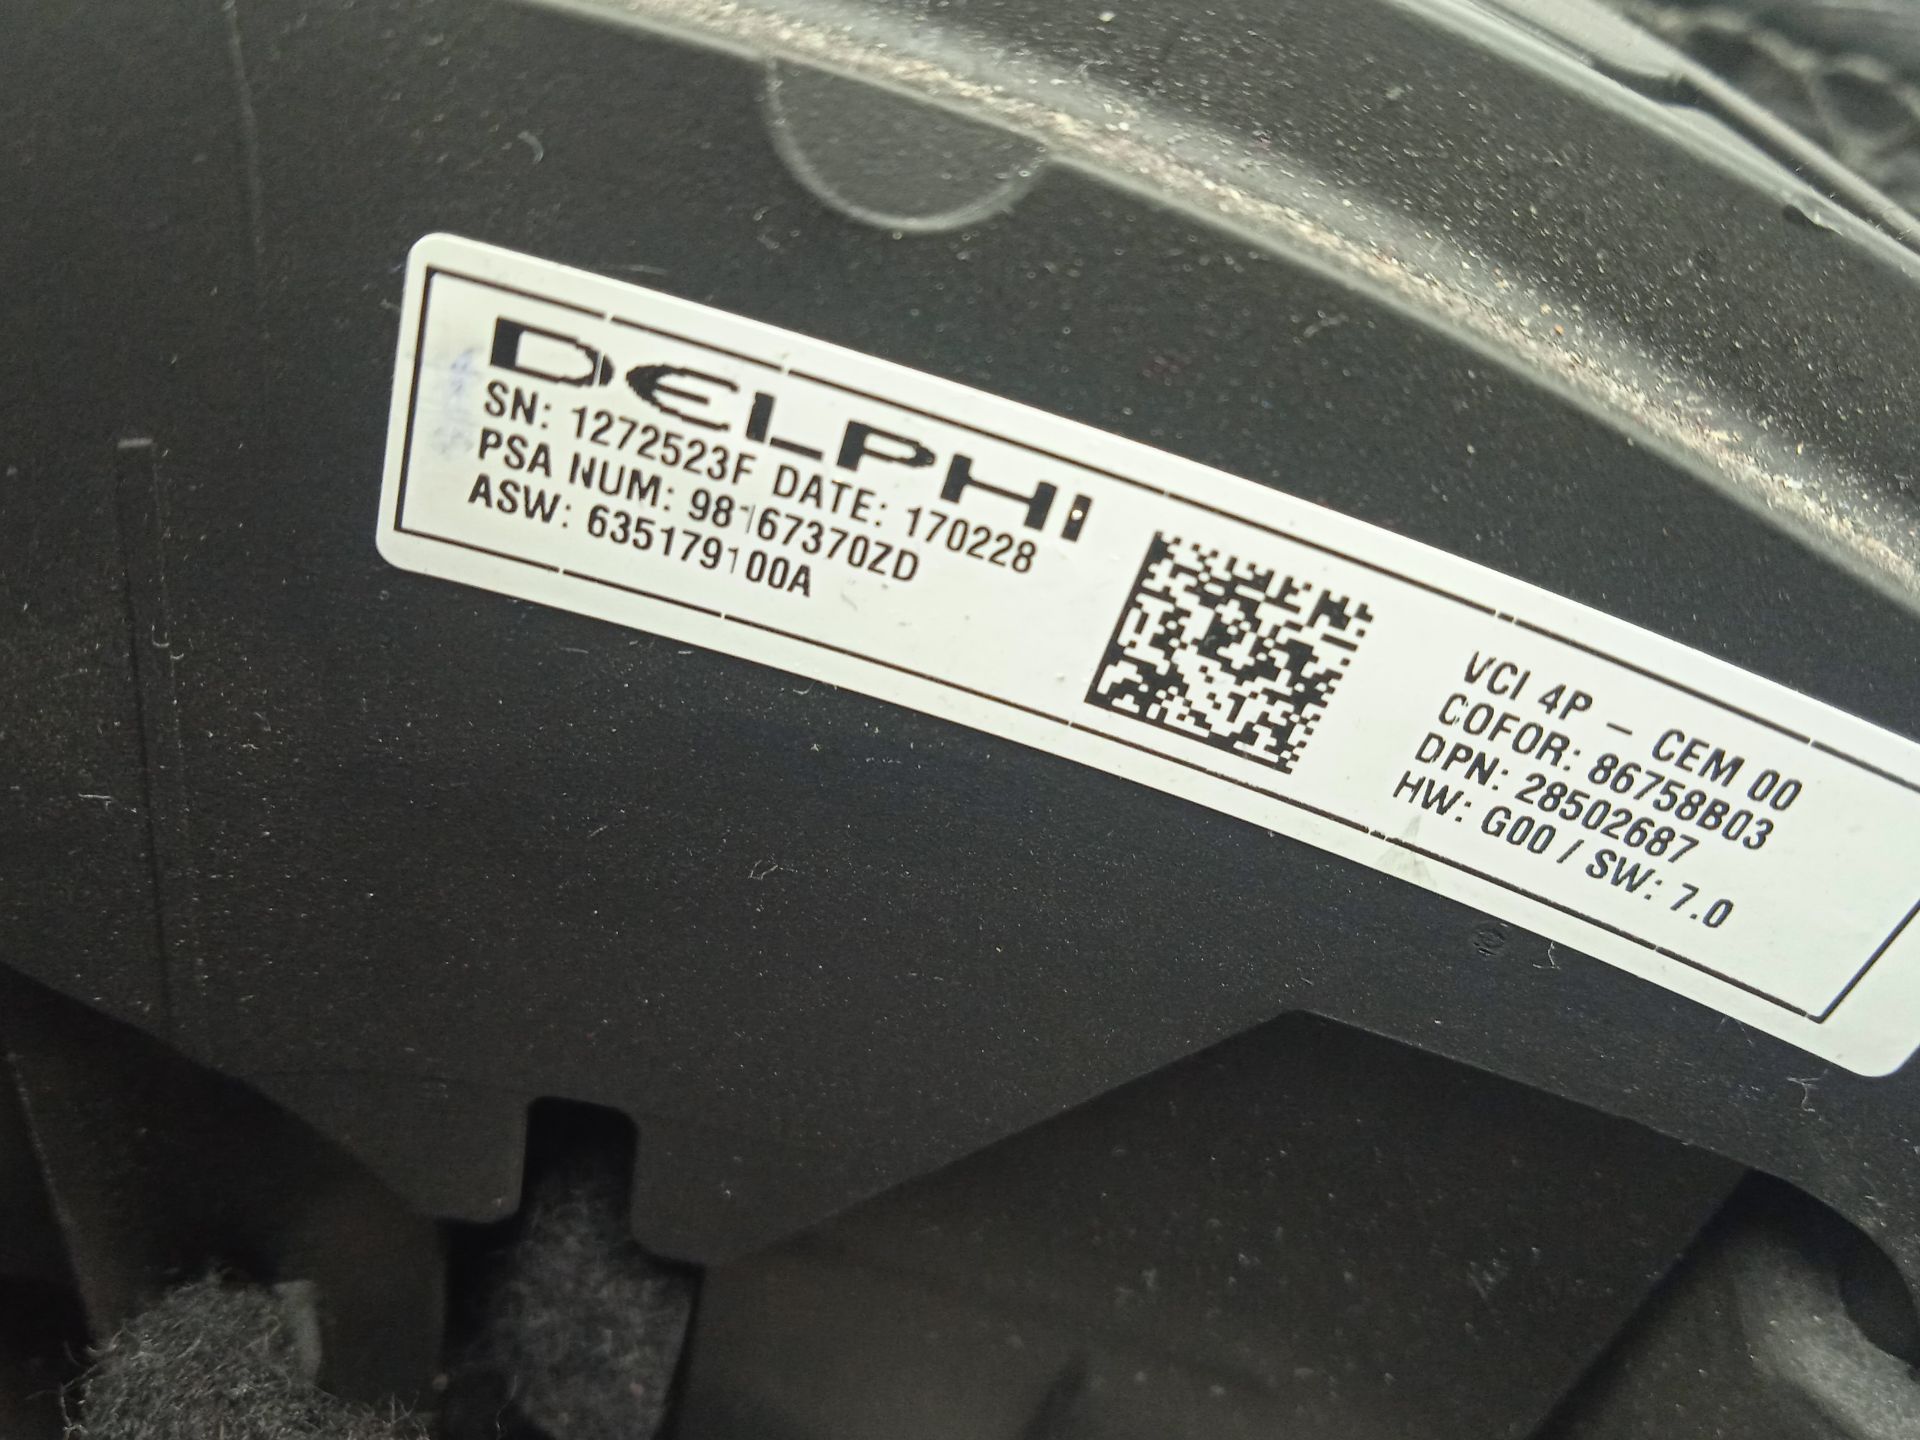 DELPHI
SN: 1272523F DATE: 170228
PSA NUM: 98167370ZD
ASW: 635179100A
VCI 4P – CEM 00
COFOR: 86758B03
DPN: 28502687
HW: G00 / SW: 7.0